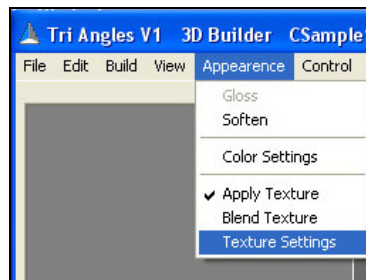 Tri Angles V1 3D Builder CSample
File Edit Build View Appearence Control
Gloss
Soften
Color Settings
✔ Apply Texture
Blend Texture
Texture Settings